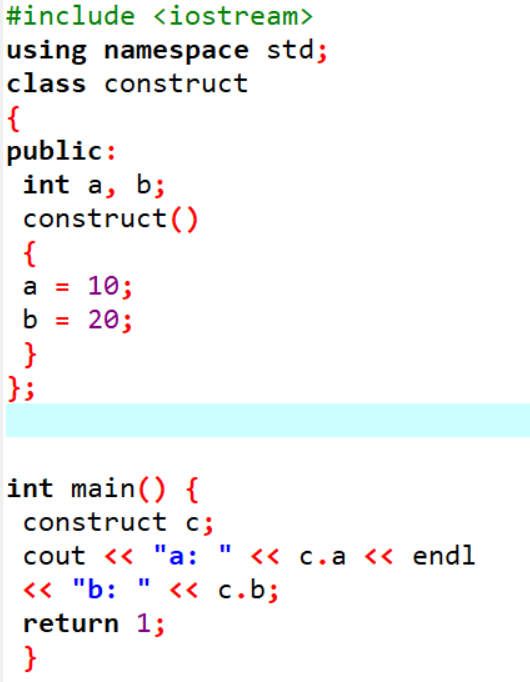 #include <iostream>
using namespace std;
class construct
{
public:
 int a, b;
 construct()
 {
 a = 10;
 b = 20;
 }
};
int main() {
 construct c;
 cout << "a: " << c.a << endl
 << "b: " << c.b;
 return 1;
 }